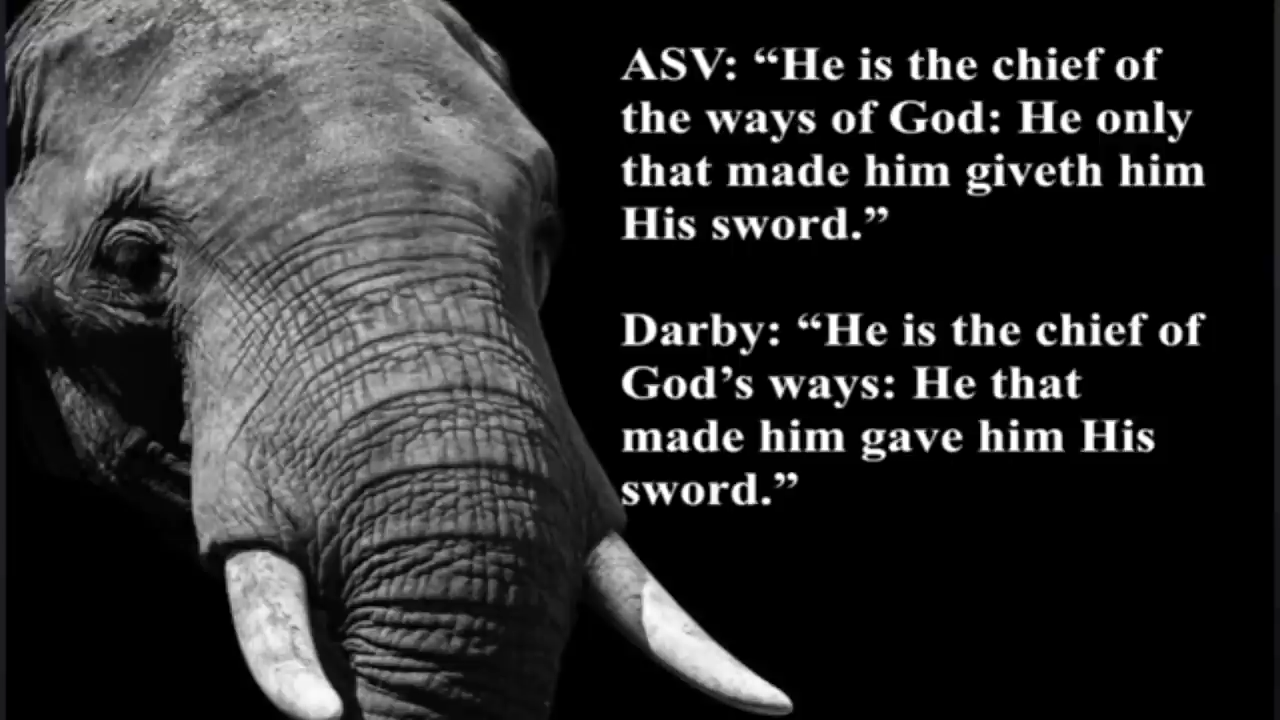 ASV: “He is the chief of
the ways of God: He only
that made him giveth him
His sword.”
Darby: “He is the chief of
God’s ways: He that
made him gave him His
sword.”